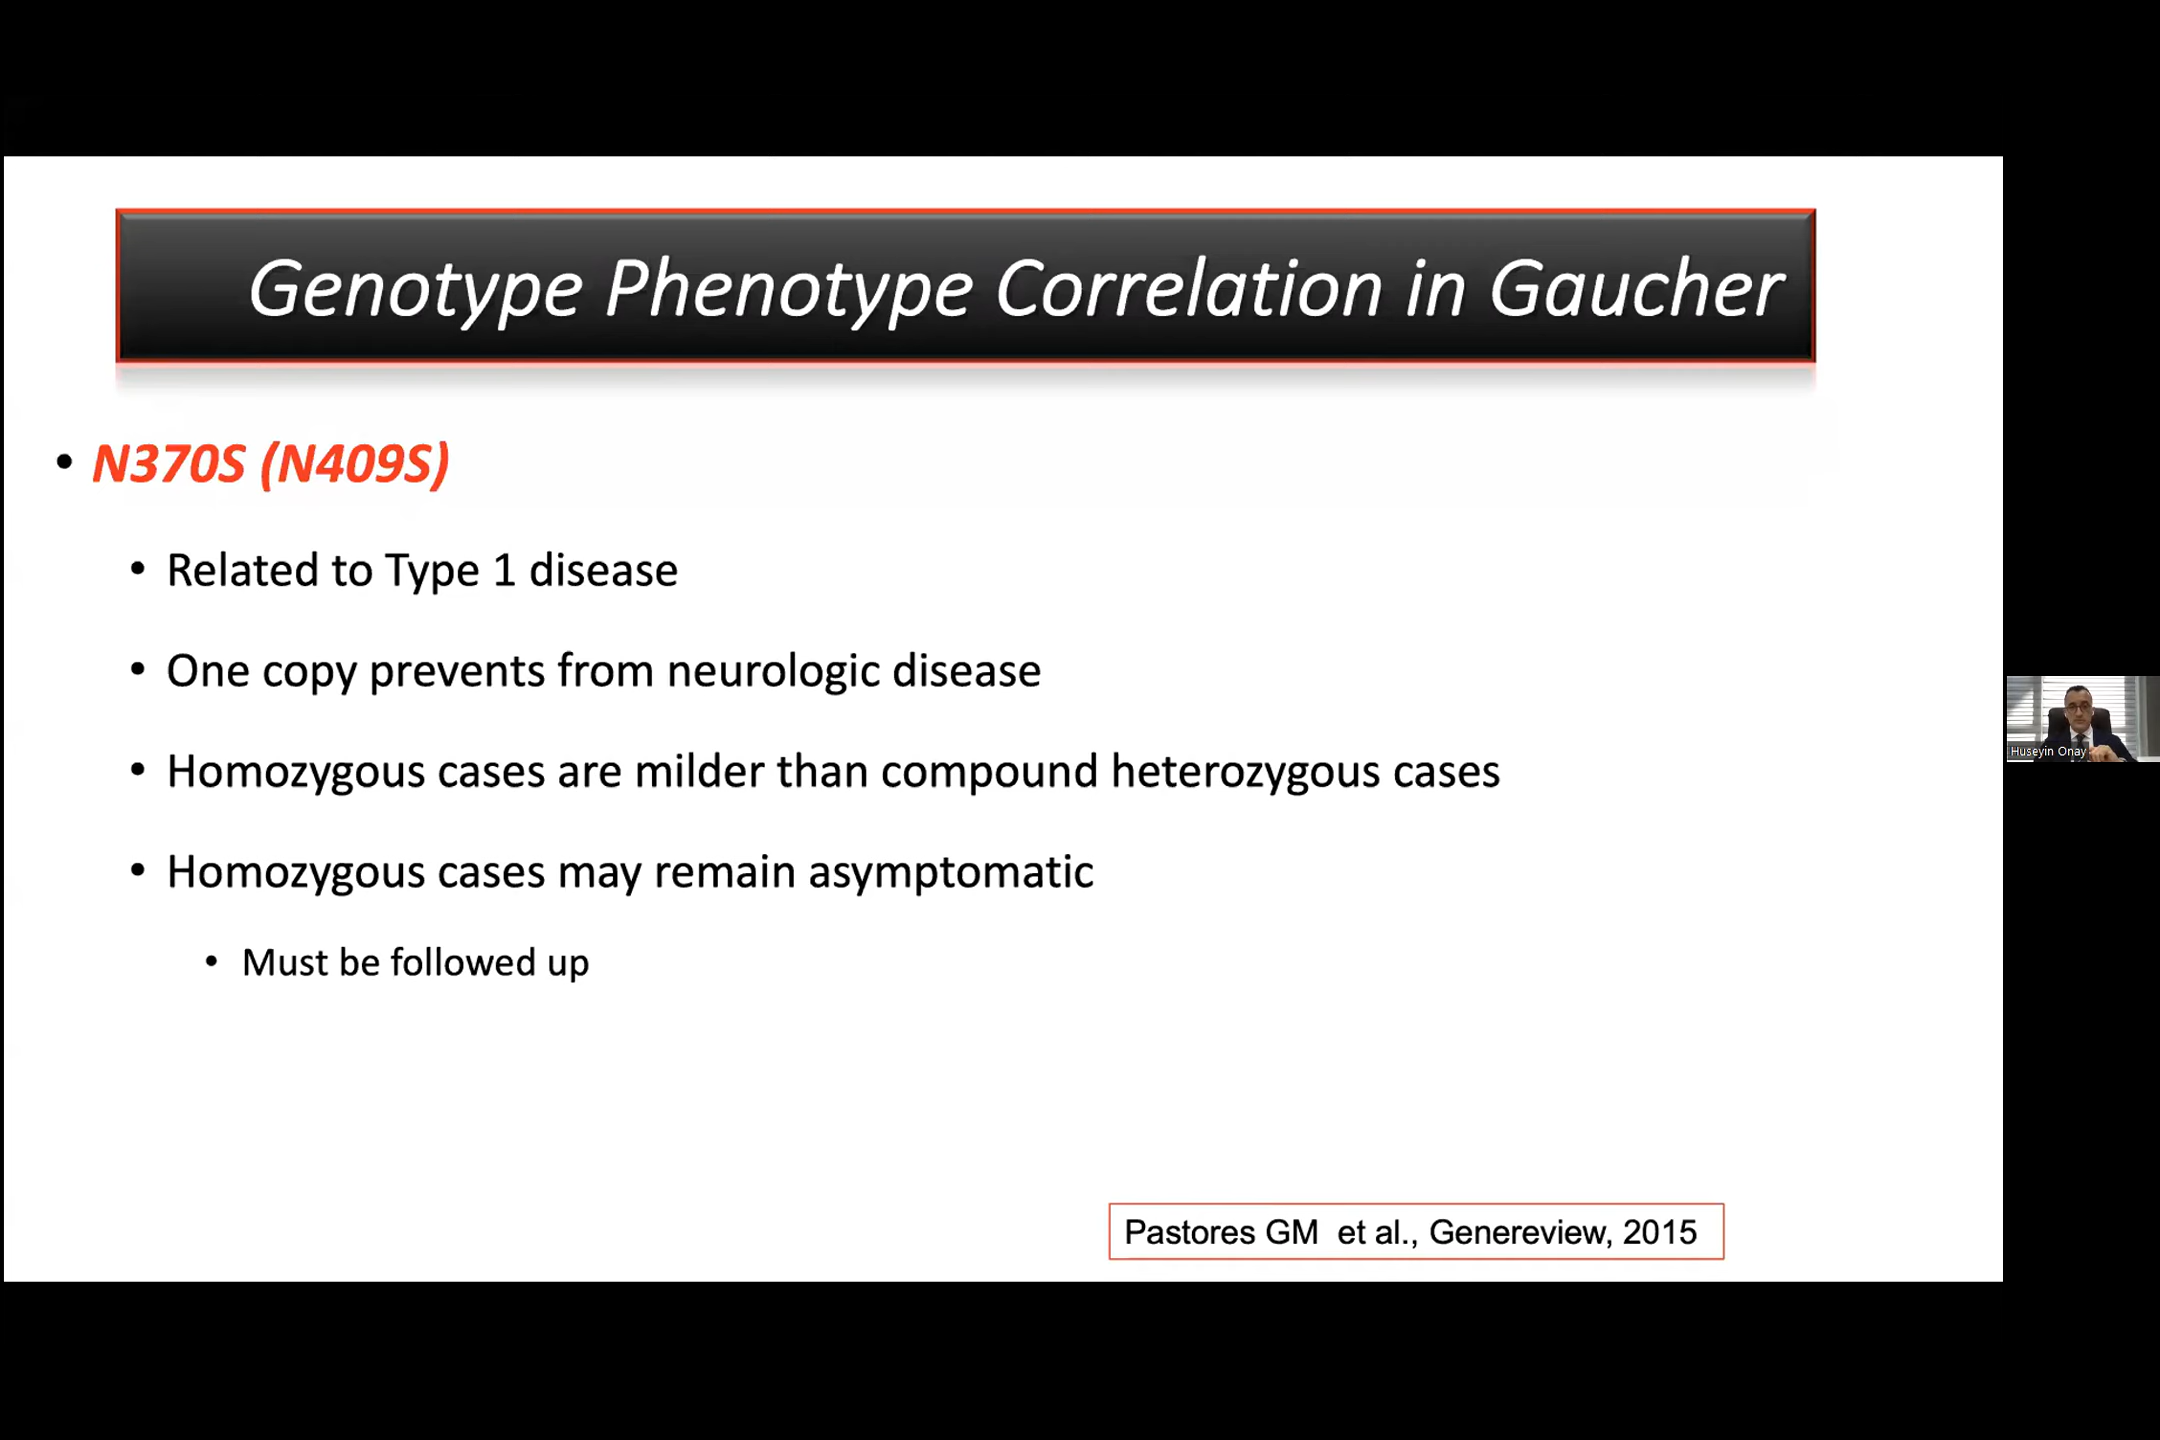 Genotype Phenotype Correlation in Gaucher
• N370S (N409S)
• Related to Type 1 disease
• One copy prevents from neurologic disease
• Homozygous cases are milder than compound heterozygous cases
• Homozygous cases may remain asymptomatic
• Must be followed up
Pastores GM et al., Genereview, 2015
Huseyin Onay